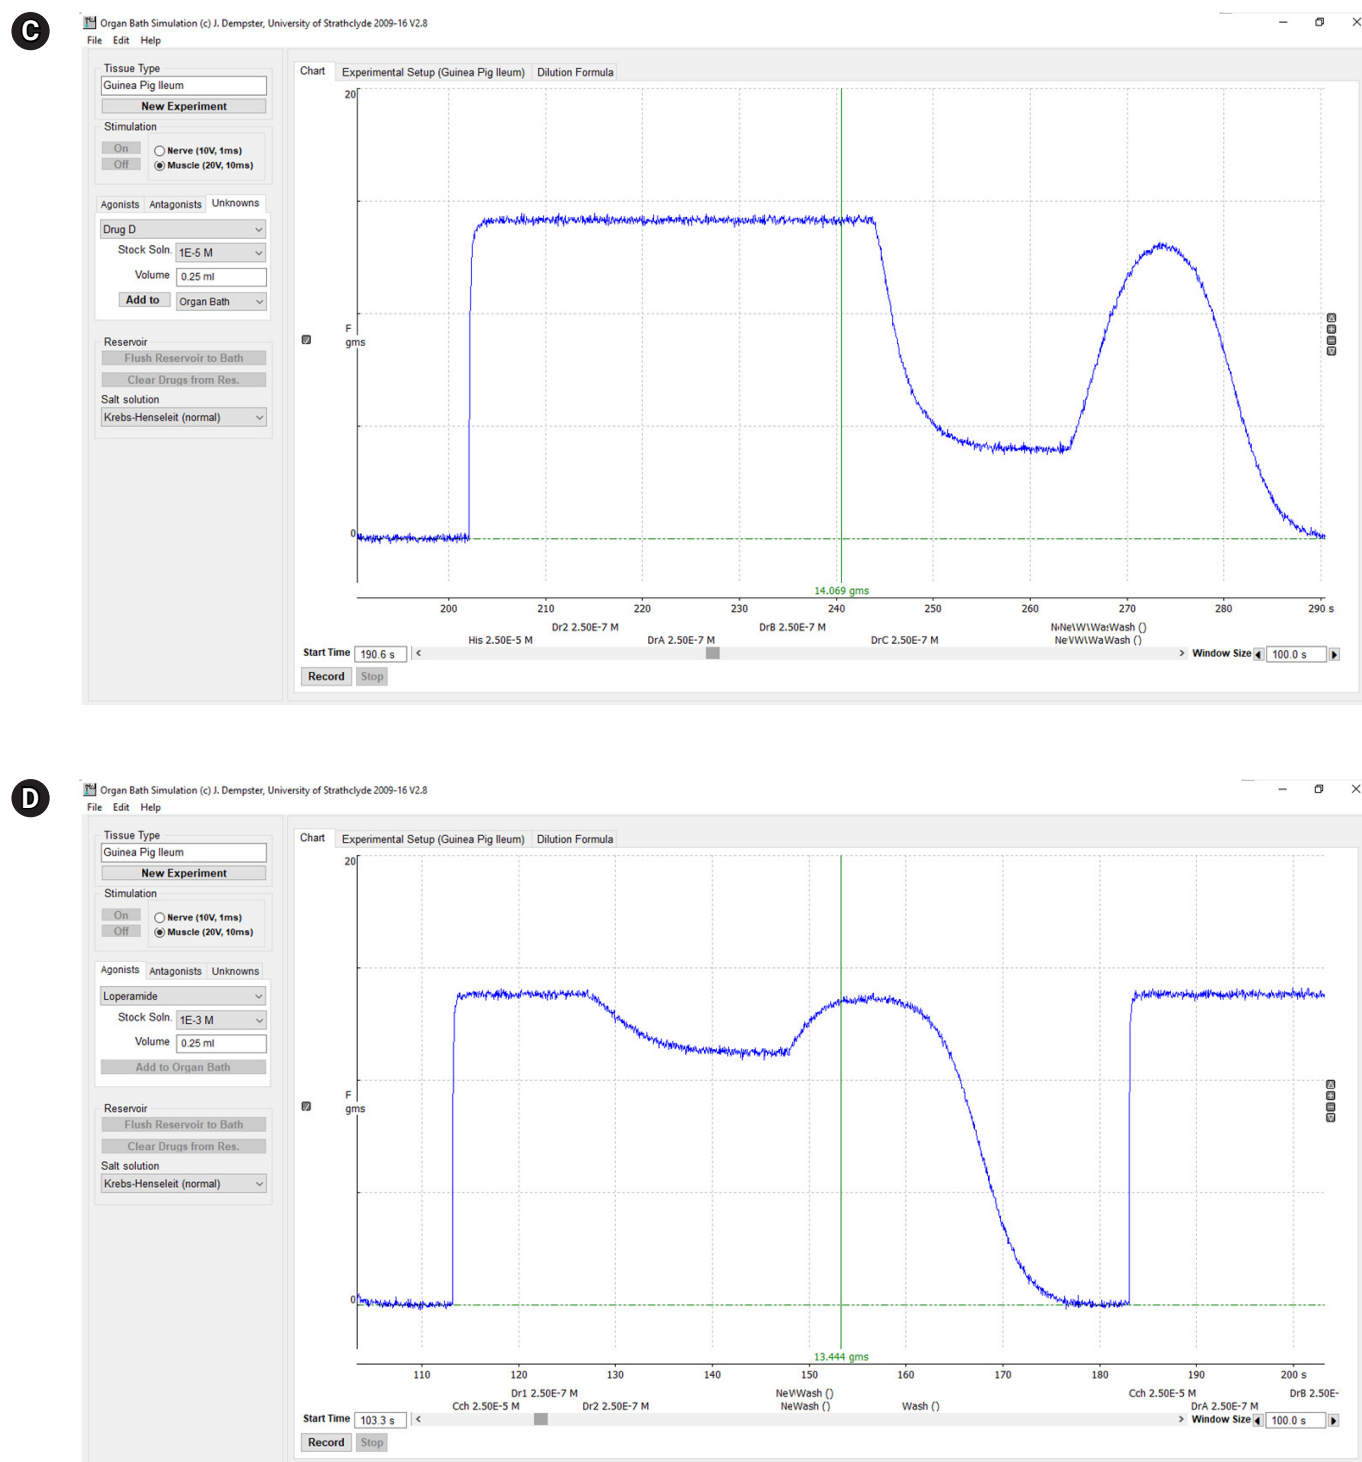 C
Organ Bath Simulation (c) J. Dempster, University of Strathclyde 2009-16 V2.8
File Edit Help
Tissue Type
Guinea Pig Ileum
New Experiment
Stimulation
On
Off
Nerve (10V, 1ms)
Muscle (20V, 10ms)
Agonists Antagonists Unknowns
Drug D
Stock Soln. 1E-5 M
Volume 0.25 ml
Add to Organ Bath
Reservoir
Flush Reservoir to Bath
Clear Drugs from Res.
Salt solution
Krebs-Henseleit (normal)
Chart Experimental Setup (Guinea Pig Ileum) Dilution Formula
20
F
gms
0
14.069 gms
200 210 220 230 240 250 260 270 280 290 s
Dr2 2.50E-7 M DrB 2.50E-7 M Wash ()
His 2.50E-5 M DrA 2.50E-7 M DrC 2.50E-7 M Wash ()
Start Time 190.6 s < > Window Size 100.0 s
Record Stop
D
Organ Bath Simulation (c) J. Dempster, University of Strathclyde 2009-16 V2.8
File Edit Help
Tissue Type
Guinea Pig Ileum
New Experiment
Stimulation
On
Off
Nerve (10V, 1ms)
Muscle (20V, 10ms)
Agonists Antagonists Unknowns
Loperamide
Stock Soln. 1E-3 M
Volume 0.25 ml
Add to Organ Bath
Reservoir
Flush Reservoir to Bath
Clear Drugs from Res.
Salt solution
Krebs-Henseleit (normal)
Chart Experimental Setup (Guinea Pig Ileum) Dilution Formula
20
F
gms
0
13.444 gms
110 120 130 140 150 160 170 180 190 200 s
Dr1 2.50E-7 M Wash () Cch 2.50E-5 M DrB 2.50E-
Cch 2.50E-5 M Dr2 2.50E-7 M NeWash () Wash () DrA 2.50E-7 M
Start Time 103.3 s < > Window Size 100.0 s
Record Stop